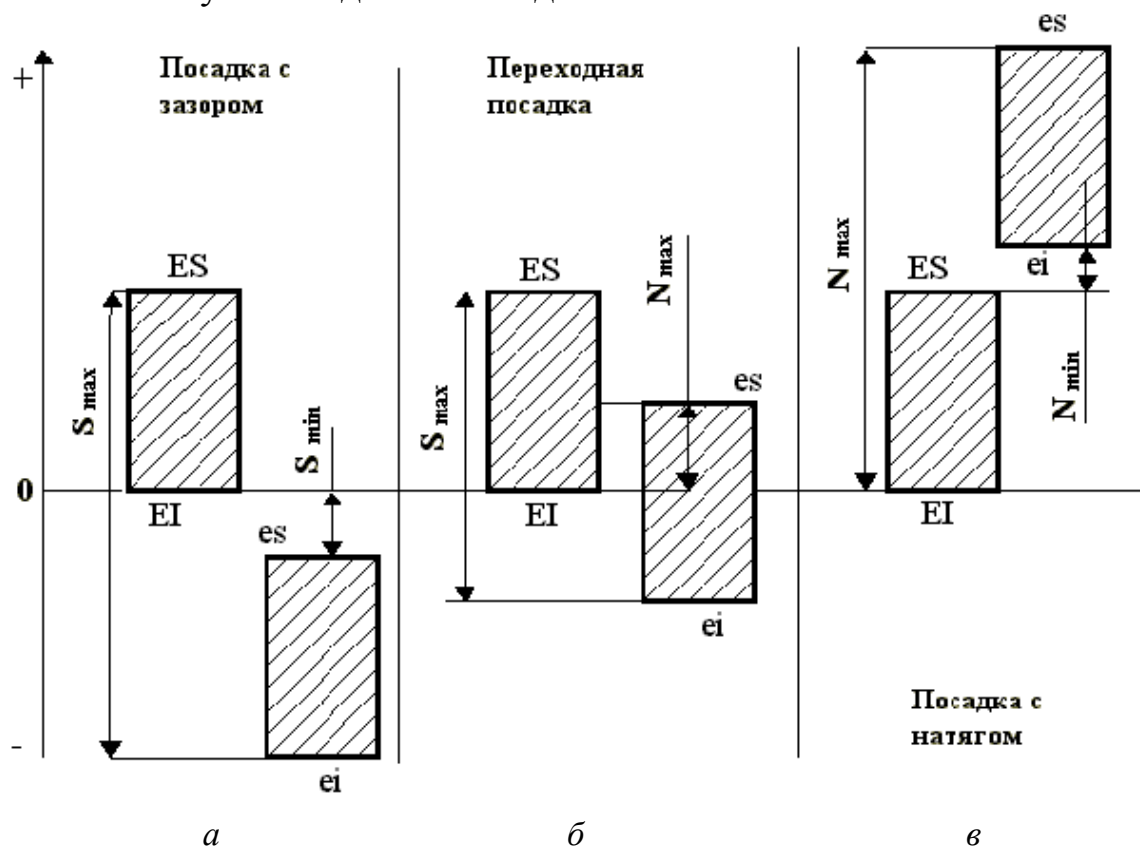 es
+
Посадка с
зазором
Переходная
посадка
ES
ES
ES
ei
N max
N max
S max
S min
S max
es
N min
0
EI
EI
EI
es
ei
-
ei
Посадка с
натягом
а
б
в